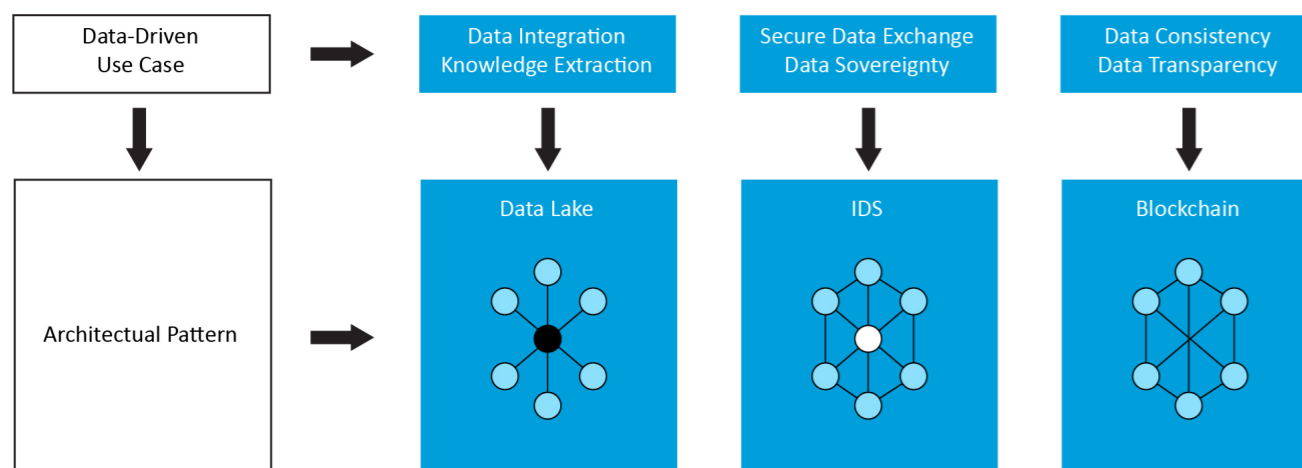 Data-Driven
Use Case
Data Integration
Knowledge Extraction
Secure Data Exchange
Data Sovereignty
Data Consistency
Data Transparency
Architectual Pattern
Data Lake
IDS
Blockchain